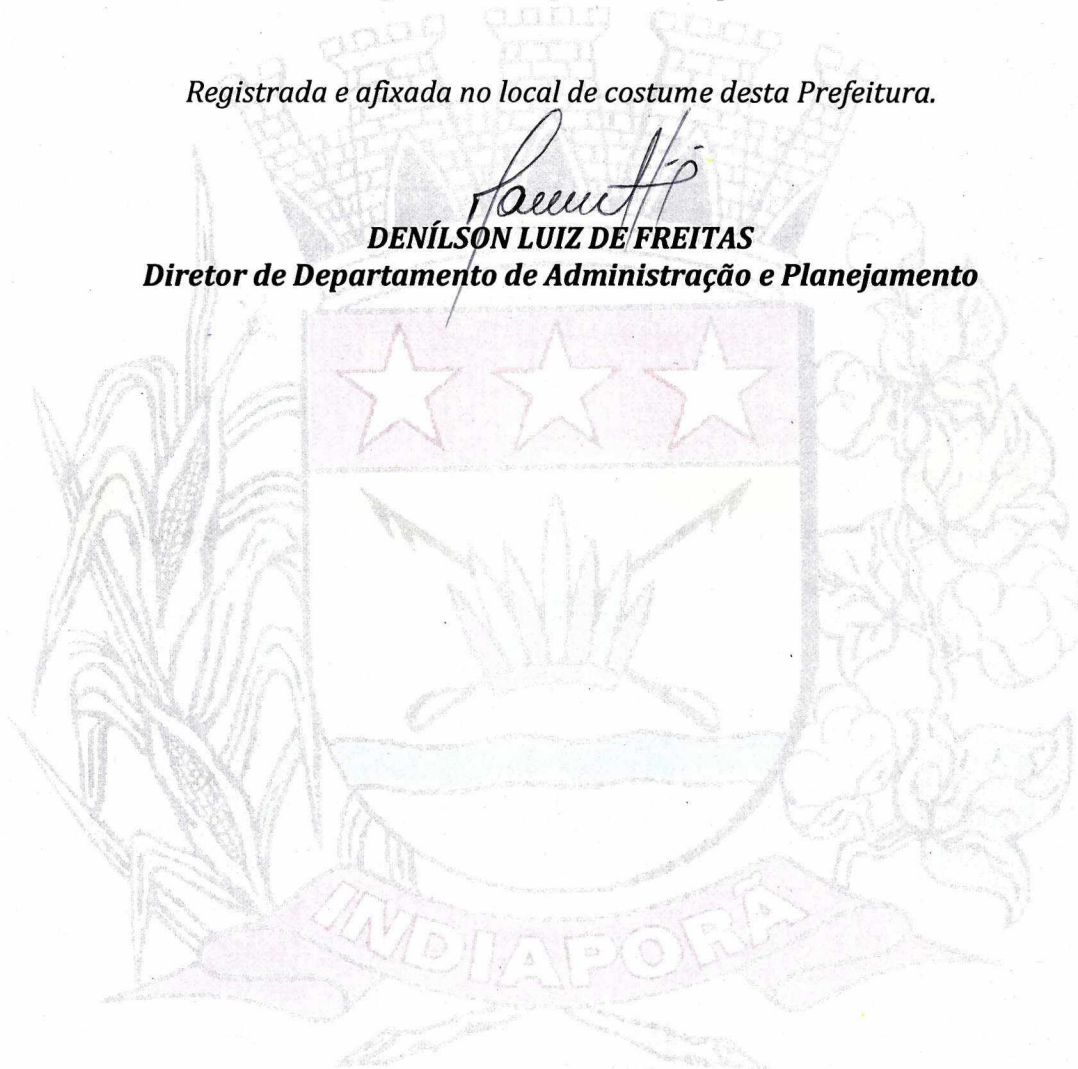 Registrada e afixada no local de costume desta Prefeitura.
DENÍLSON LUIZ DE FREITAS
Diretor de Departamento de Administração e Planejamento
INDIAPORÃ